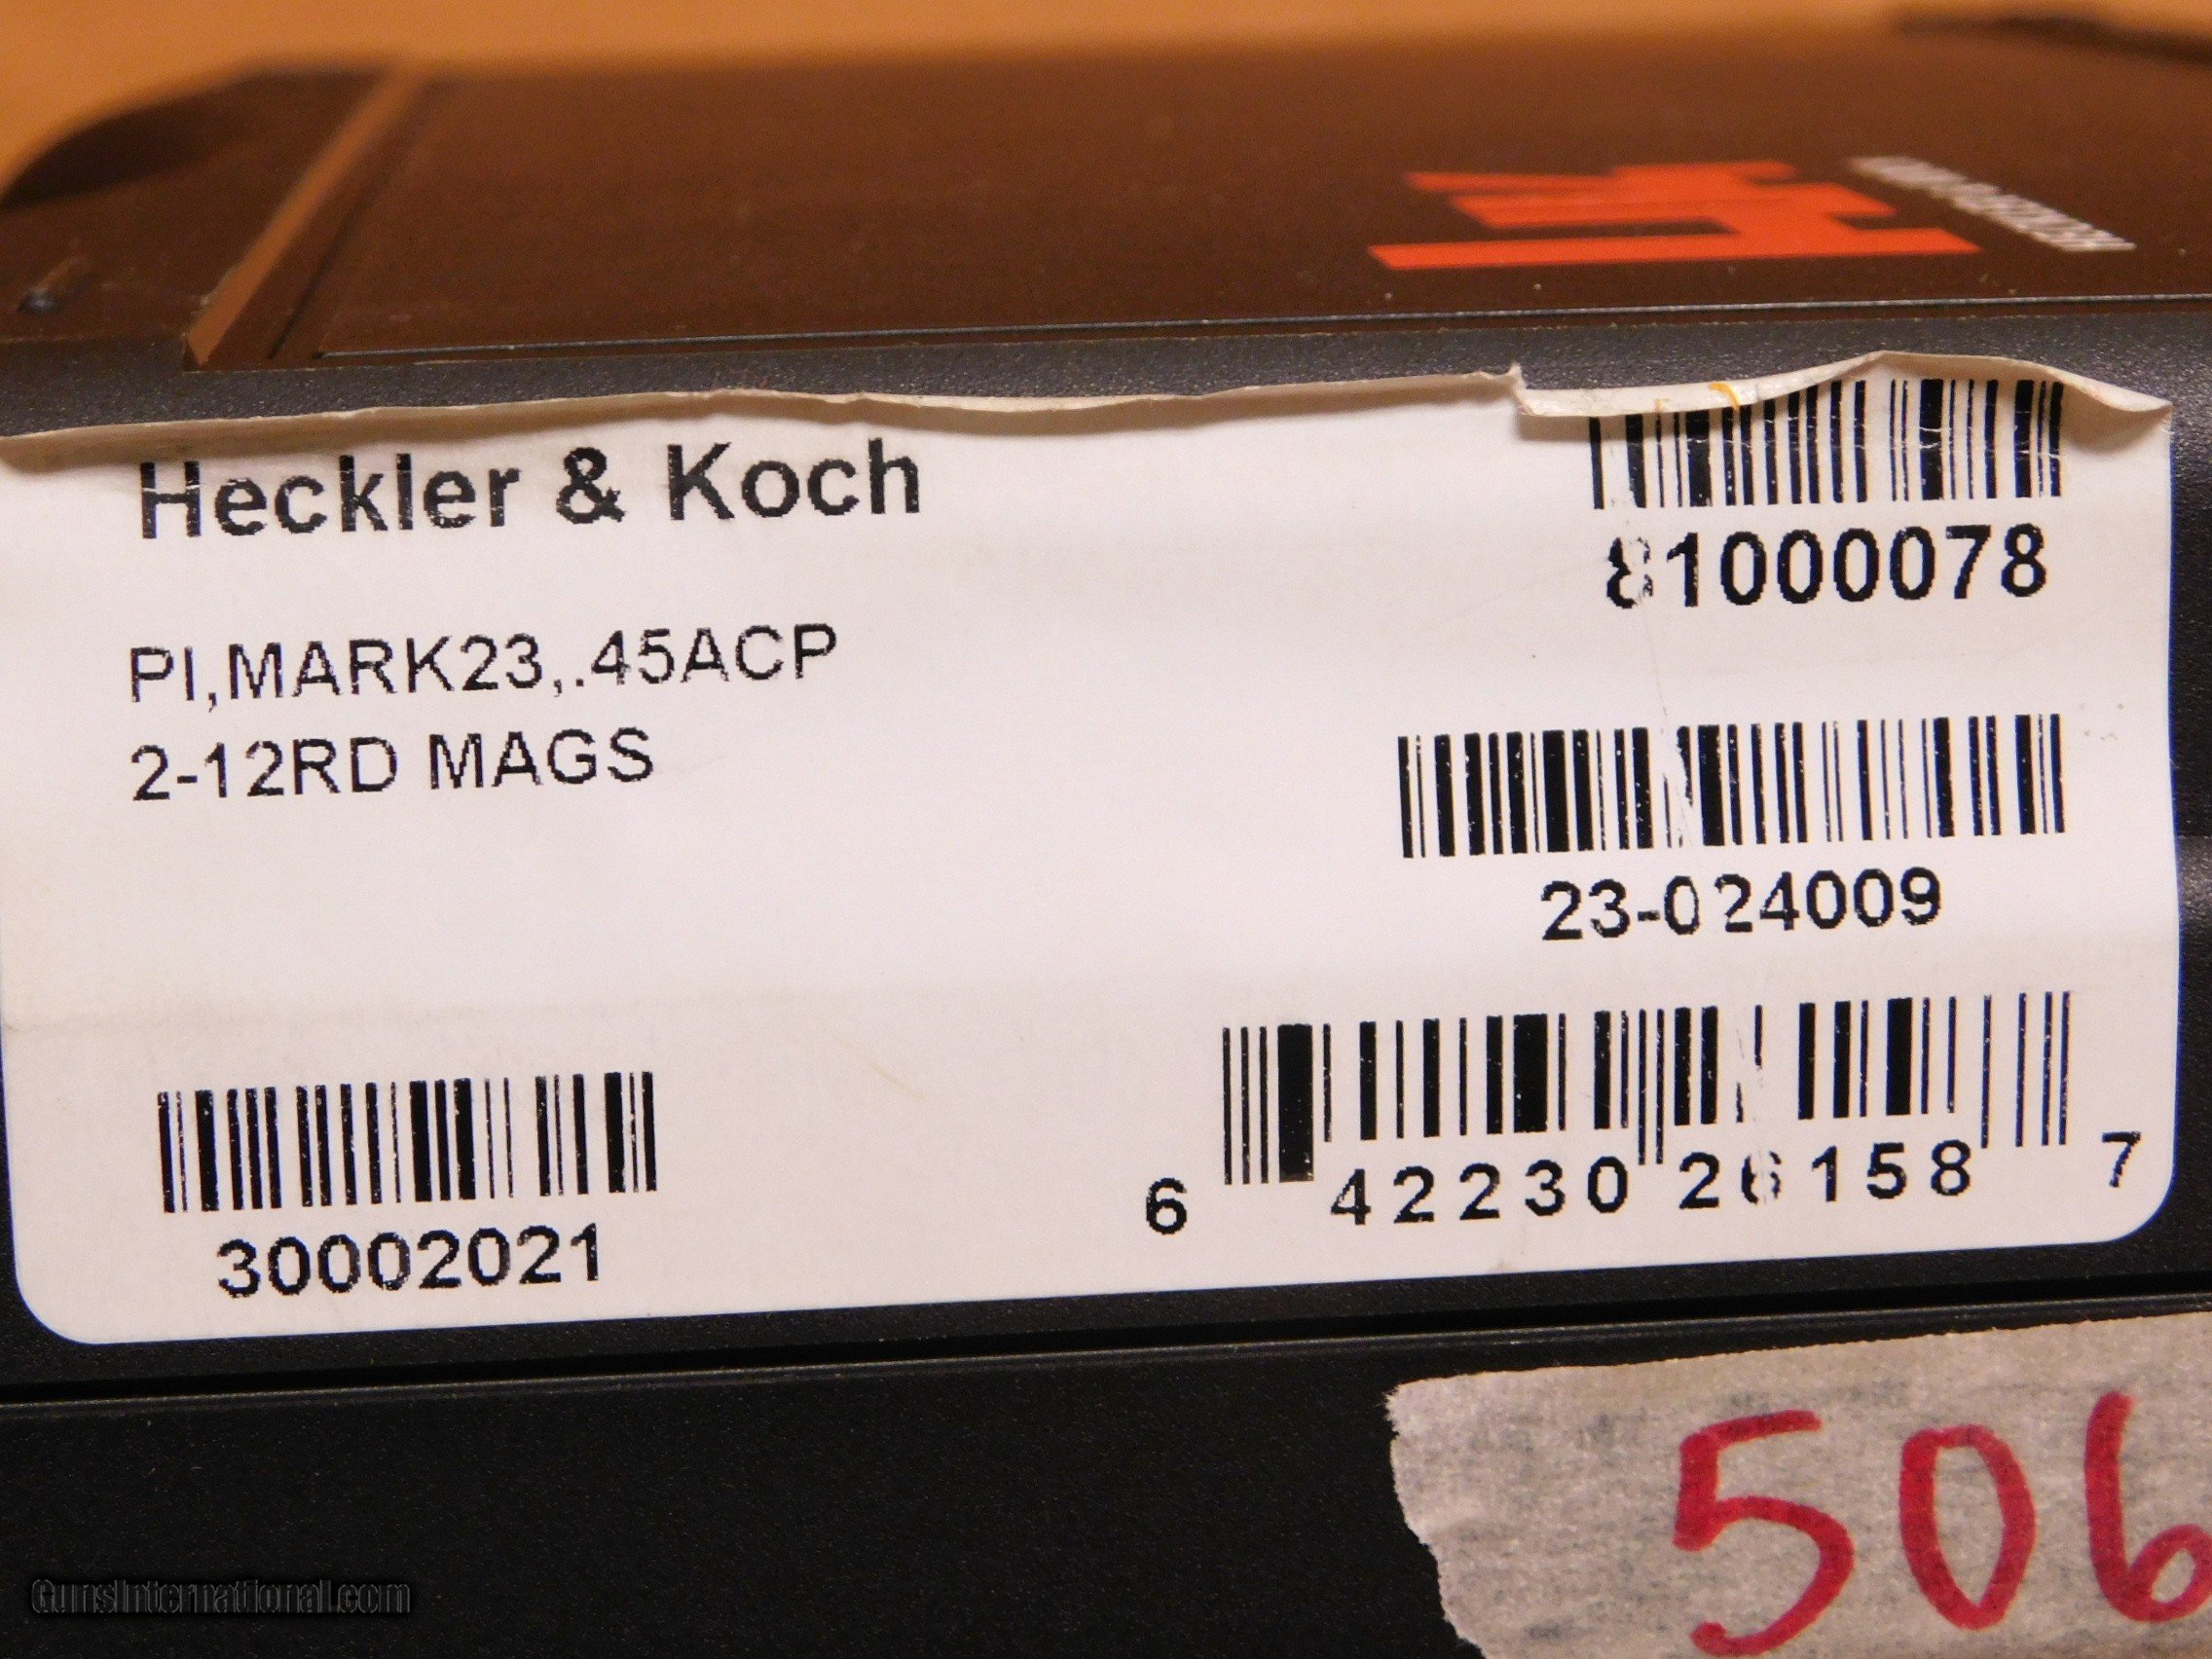 HK
Heckler & Koch
81000078
PI,MARK23,.45ACP
2-12RD MAGS
23-024009
30002021
6 42230 26158 7
506
GunsInternational.com